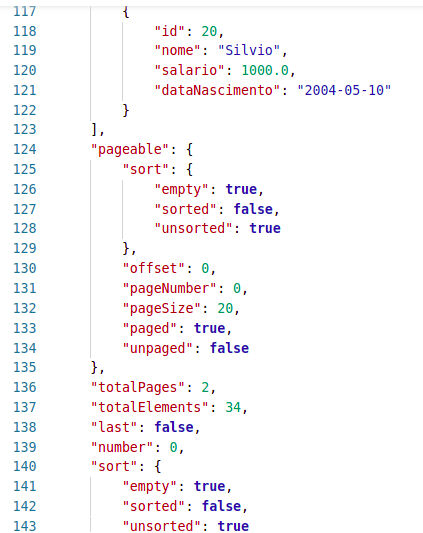 117 {
118 "id": 20,
119 "nome": "Silvio",
120 "salario": 1000.0,
121 "dataNascimento": "2004-05-10"
122 }
123 ],
124 "pageable": {
125 "sort": {
126 "empty": true,
127 "sorted": false,
128 "unsorted": true
129 },
130 "offset": 0,
131 "pageNumber": 0,
132 "pageSize": 20,
133 "paged": true,
134 "unpaged": false
135 },
136 "totalPages": 2,
137 "totalElements": 34,
138 "last": false,
139 "number": 0,
140 "sort": {
141 "empty": true,
142 "sorted": false,
143 "unsorted": true